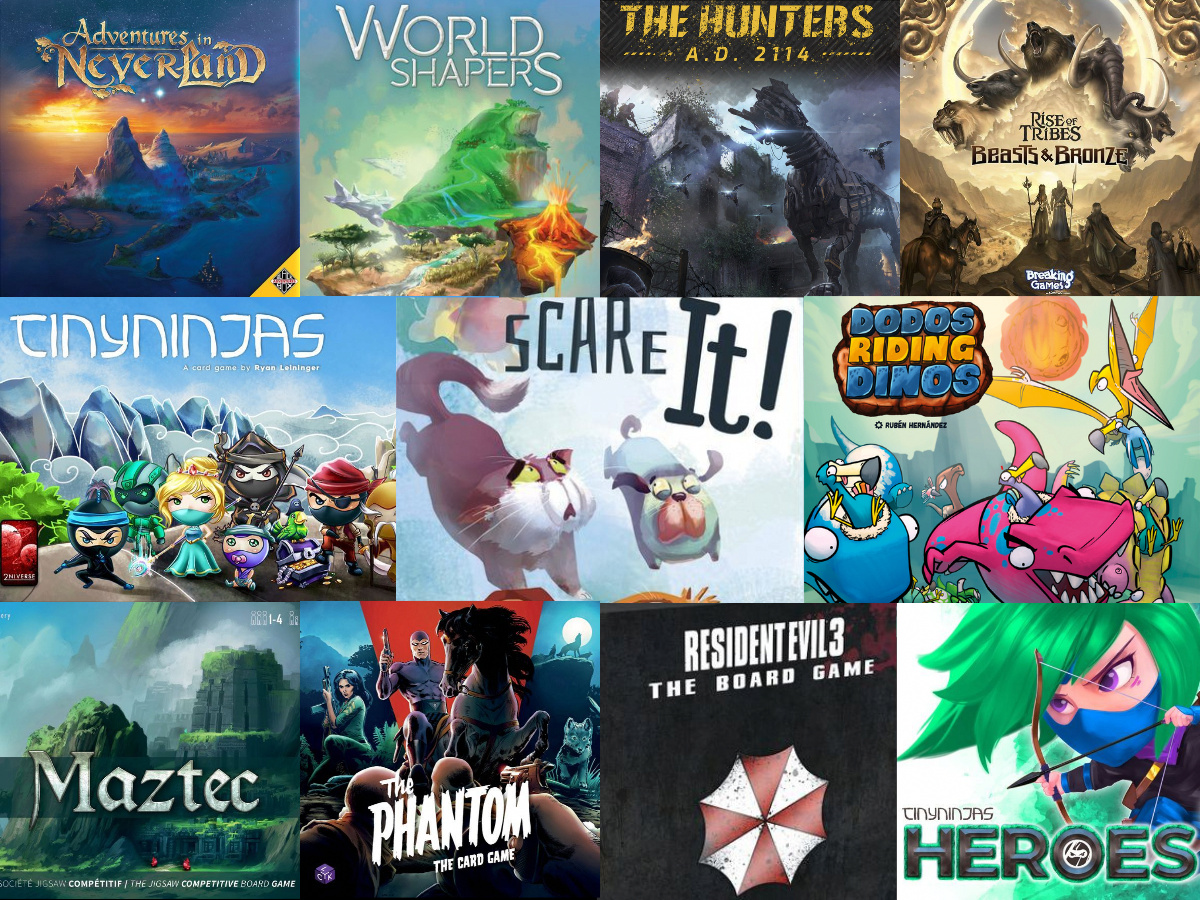 Adventures in
Neverland
WORLD
SHAPERS
THE HUNTERS
A.D. 2114
RISE OF
TRIBES
BEASTS & BRONZE
Breaking
Games
TINYNINJAS
A card game by Ryan Leininger
2NIVERSE
SCARE It!
DODOS
RIDING
DINOS
RUBÉN HERNÁNDEZ
1-4
Maztec
SOCIÉTÉ JIGSAW COMPÉTITIF / THE JIGSAW COMPETITIVE BOARD GAME
The
PHANTOM
THE CARD GAME
CYK
RESIDENT EVIL 3
THE BOARD GAME
TINYNINJAS
HEROES